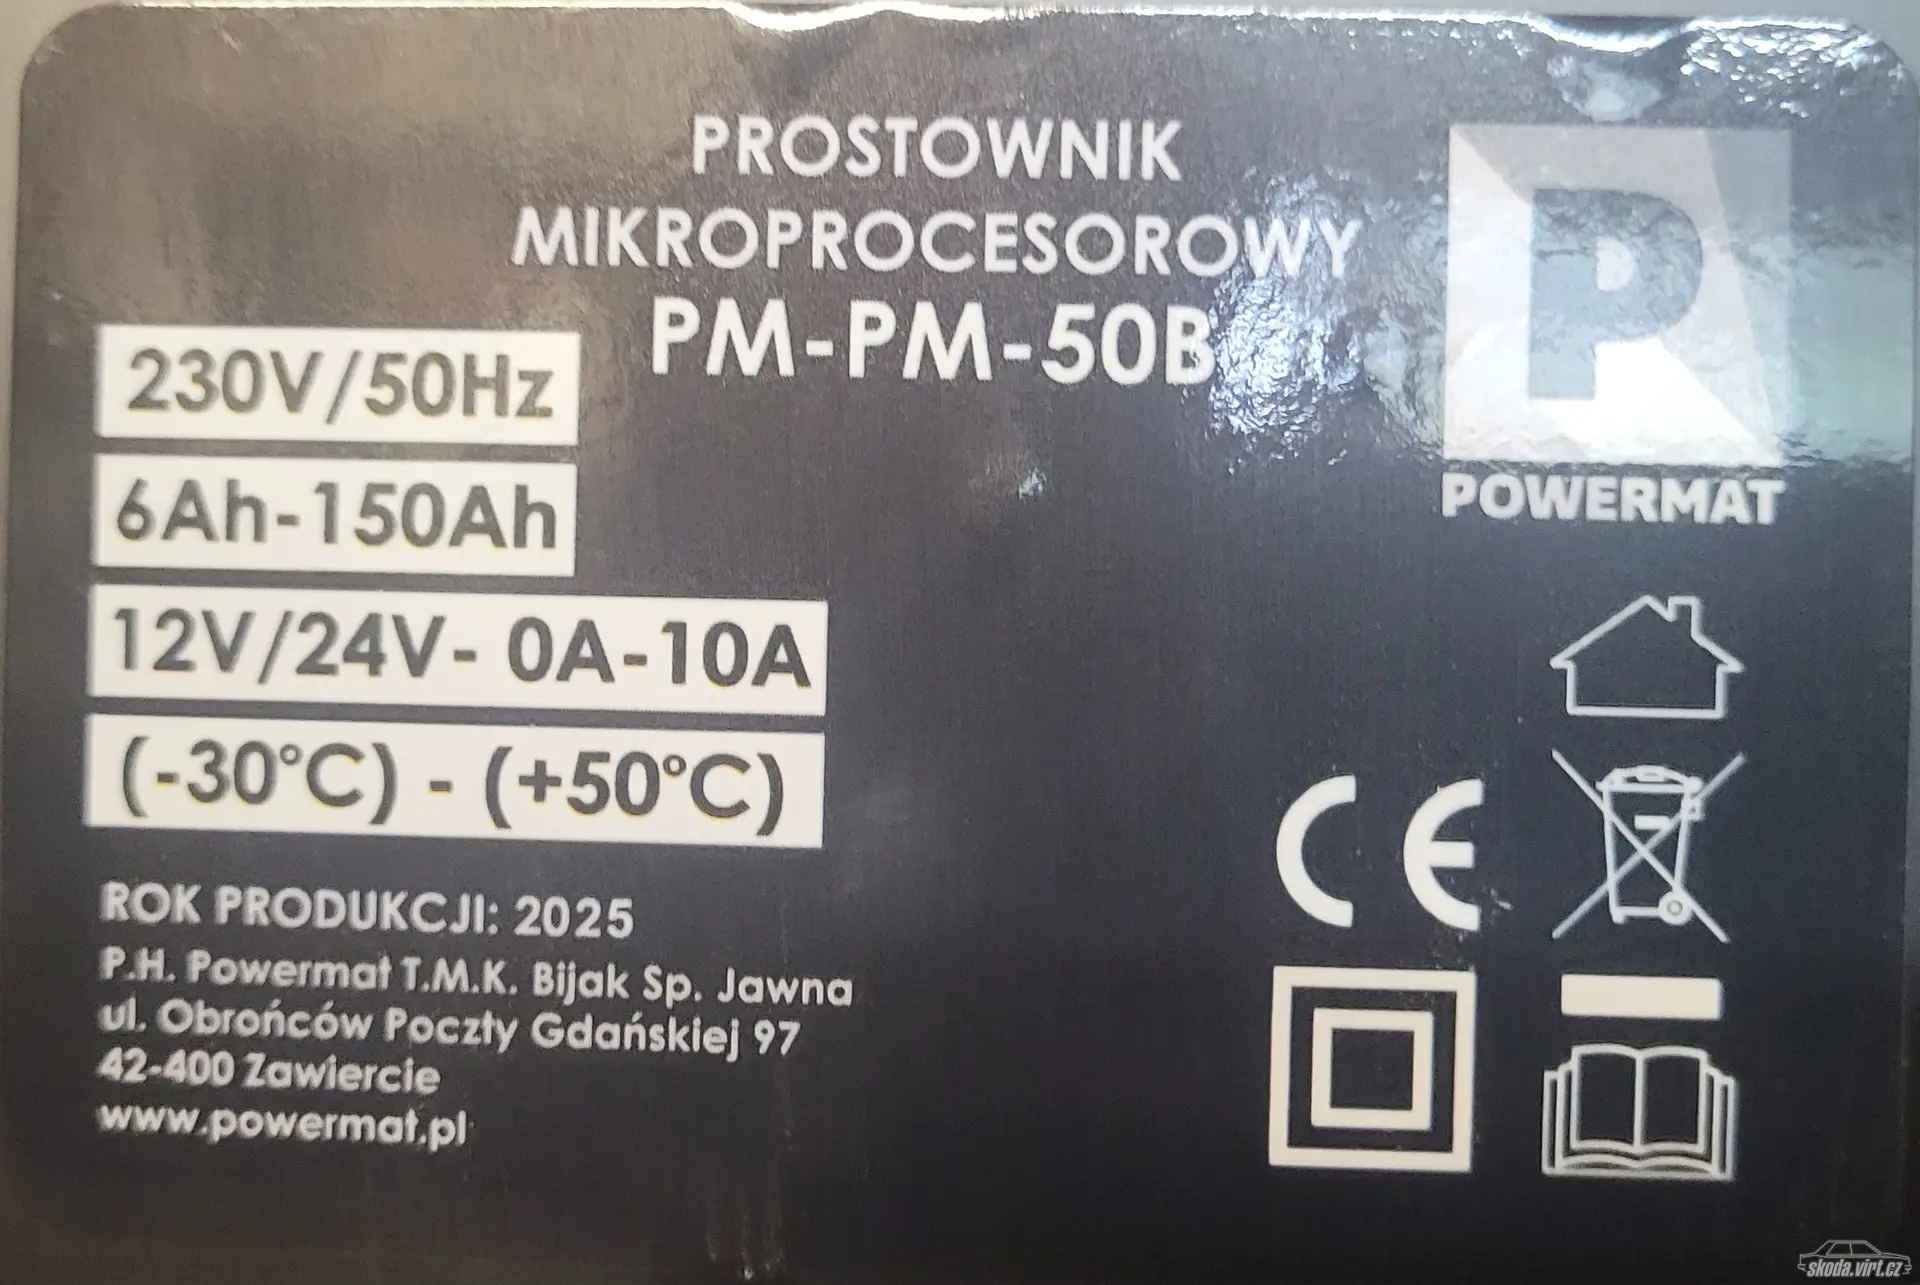 PROSTOWNIK
MIKROPROCESOROWY
PM-PM-50B
230V/50Hz
6Ah-150Ah
12V/24V- 0A-10A
(-30°C) - (+50°C)
P
POWERMAT
CE
ROK PRODUKCJI: 2025
P.H. Powermat T.M.K. Bijak Sp. Jawna
ul. Obrońców Poczty Gdańskiej 97
42-400 Zawiercie
www.powermat.pl
skoda.virt.cz